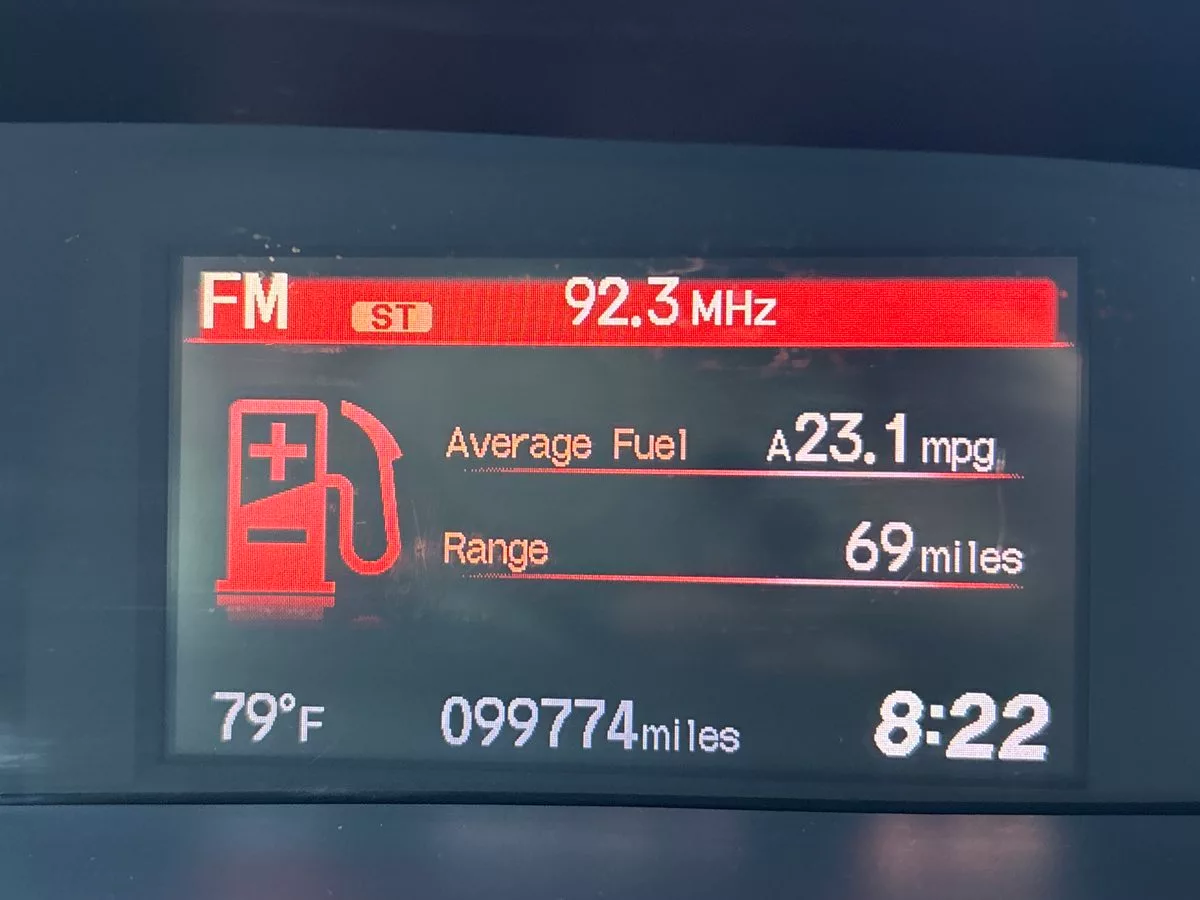 FM ST 92.3 MHz
Average Fuel A23.1 mpg
Range 69 miles
79°F 099774 miles 8:22